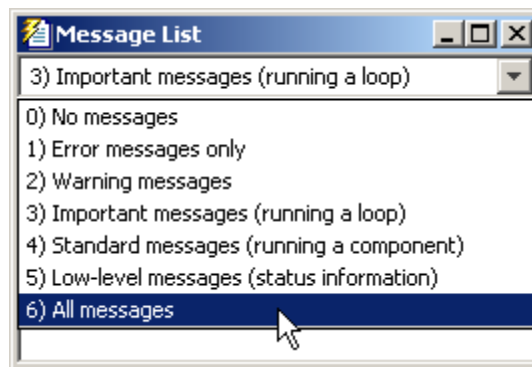 Message List
3) Important messages (running a loop)
0) No messages
1) Error messages only
2) Warning messages
3) Important messages (running a loop)
4) Standard messages (running a component)
5) Low-level messages (status information)
6) All messages